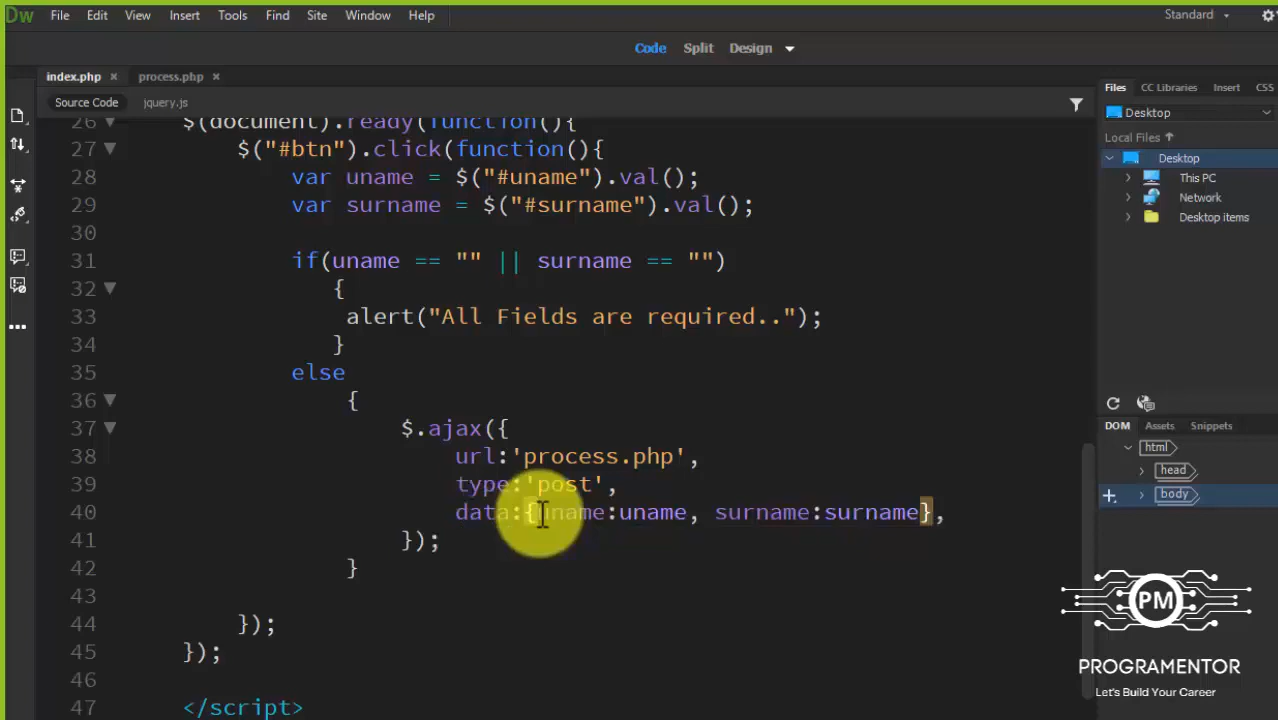 Dw File Edit View Insert Tools Find Site Window Help Standard
Code Split Design
index.php process.php
Source Code jquery.js
26 $(document).ready(function(){
27 $("#btn").click(function(){
28 var uname = $("#uname").val();
29 var surname = $("#surname").val();
30
31 if(uname == "" || surname == "")
32 {
33 alert("All Fields are required..");
34 }
35 else
36 {
37 $.ajax({
38 url:'process.php',
39 type:'post',
40 data:{uname:uname, surname:surname},
41 });
42 }
43
44 });
45 });
46
47 </script>
Files CC Libraries Insert CSS
Desktop
Local Files
Desktop
This PC
Network
Desktop items
DOM Assets Snippets
html
head
body
PM
PROGRAMENTOR
Let's Build Your Career